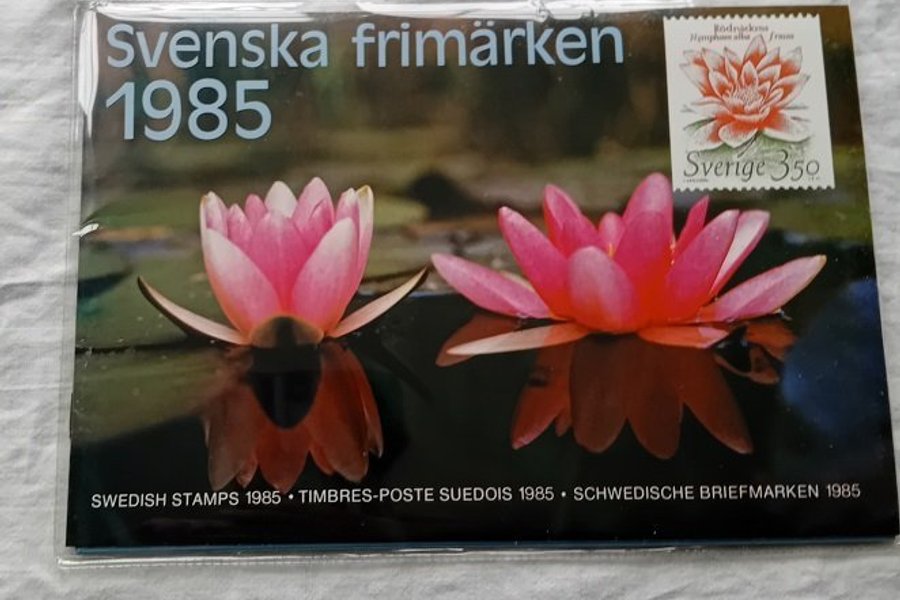 Svenska frimärken
1985
Rödnäckros
Nymphaea alba f. rosea
Sverige 3.50
SWEDISH STAMPS 1985 • TIMBRES-POSTE SUEDOIS 1985 • SCHWEDISCHE BRIEFMARKEN 1985